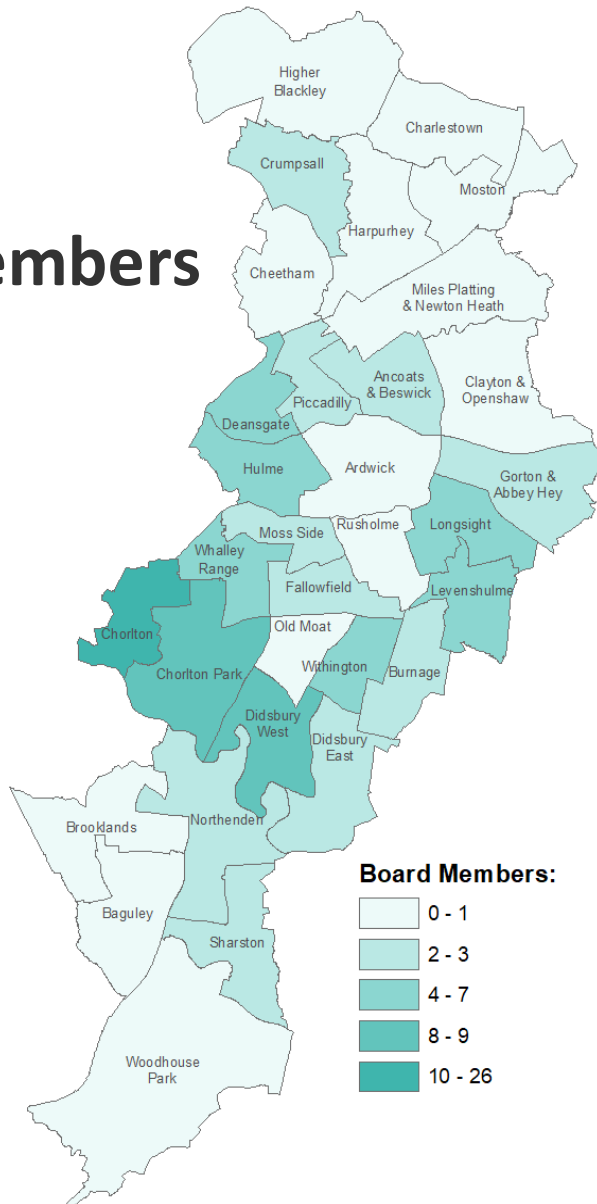 Higher
Blackley
Charlestown
Crumpsall
Moston
Harpurhey
embers
Cheetham
Miles Platting
& Newton Heath
Ancoats
& Beswick
Clayton &
Openshaw
Piccadilly
Deansgate
Hulme
Ardwick
Gorton &
Abbey Hey
Rusholme
Longsight
Moss Side
Whalley
Range
Fallowfield
Levenshulme
Old Moat
Chorlton
Withington
Burnage
Chorlton Park
Didsbury
West
Didsbury
East
Northenden
Brooklands
Board Members:
0 - 1
Baguley
2 - 3
Sharston
4 - 7
8 - 9
Woodhouse
Park
10 - 26